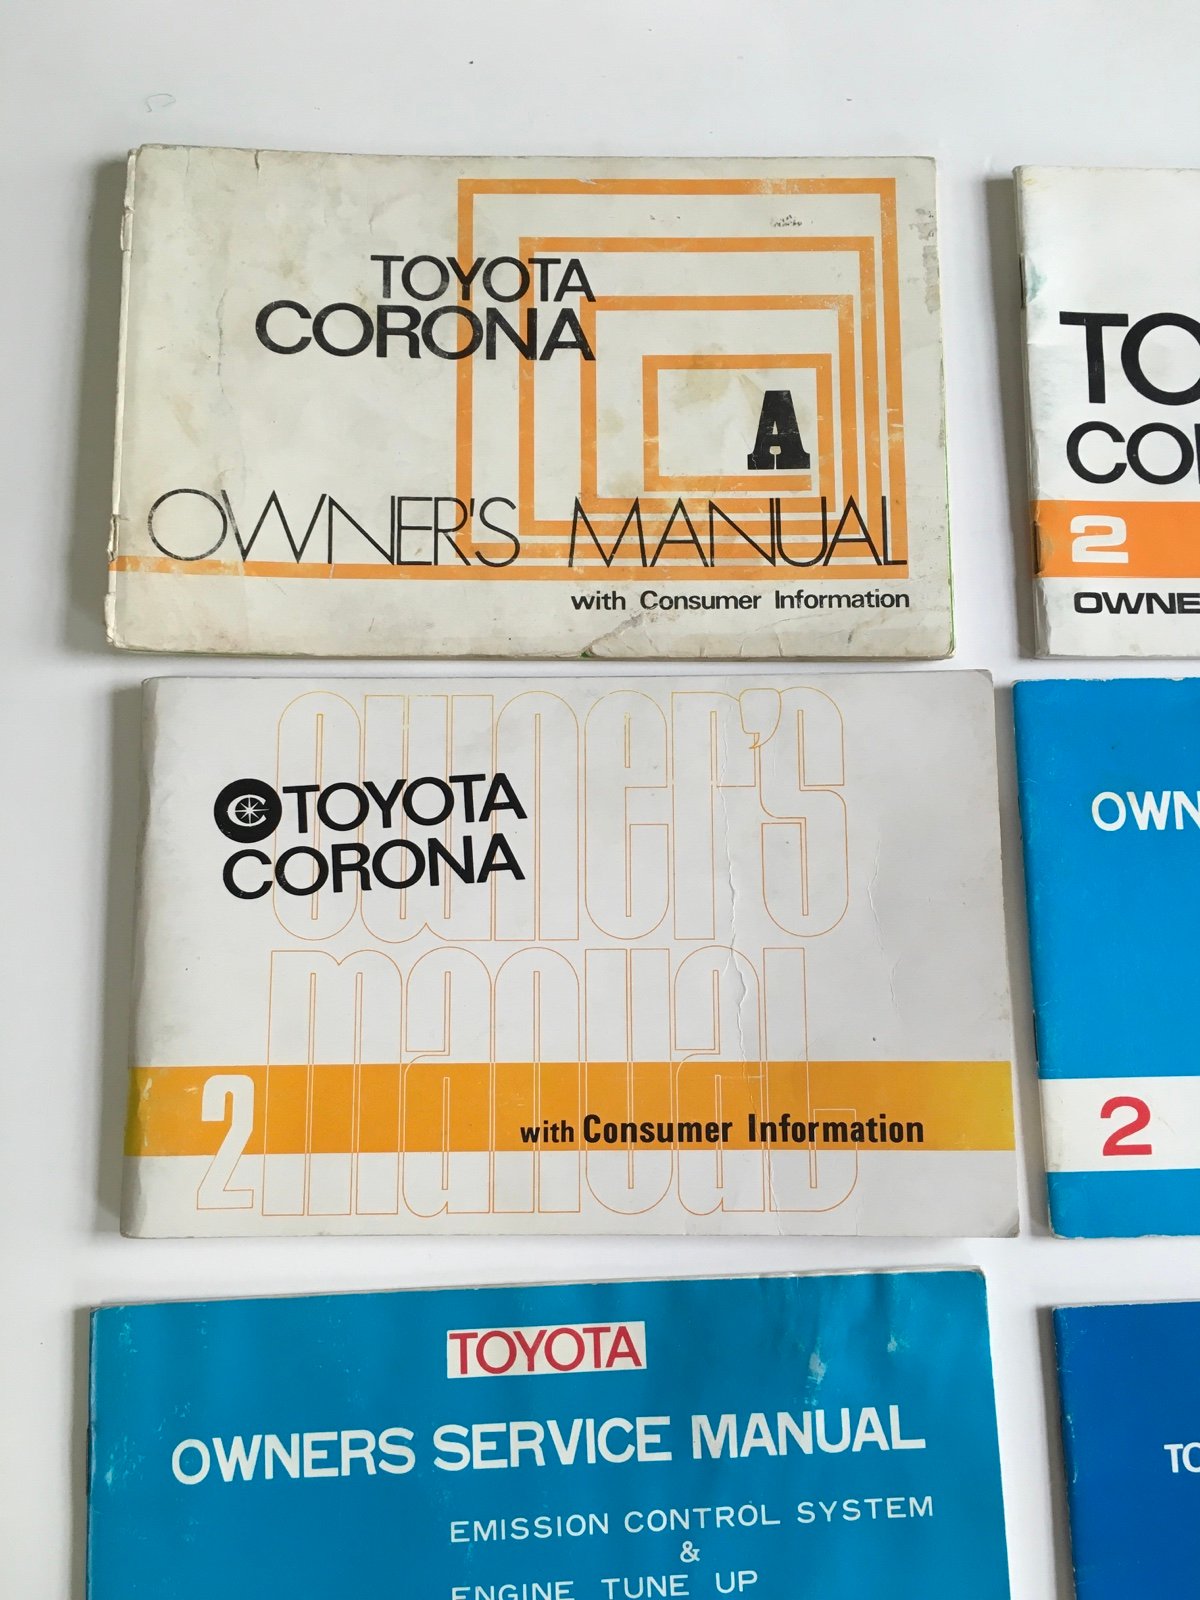 TOYOTA
CORONA
A
OWNER'S MANUAL
with Consumer Information
TO
CO
2
OWNE
owner's
manual
TOYOTA
CORONA
2
with Consumer Information
OWN
2
TOYOTA
OWNERS SERVICE MANUAL
EMISSION CONTROL SYSTEM
&
ENGINE TUNE UP
TO